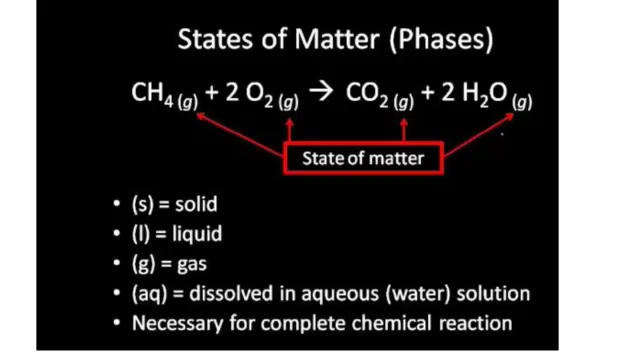 States of Matter (Phases)
CH₄ (g) + 2 O₂ (g) → CO₂ (g) + 2 H₂O (g)
State of matter
• (s) = solid
• (l) = liquid
• (g) = gas
• (aq) = dissolved in aqueous (water) solution
• Necessary for complete chemical reaction